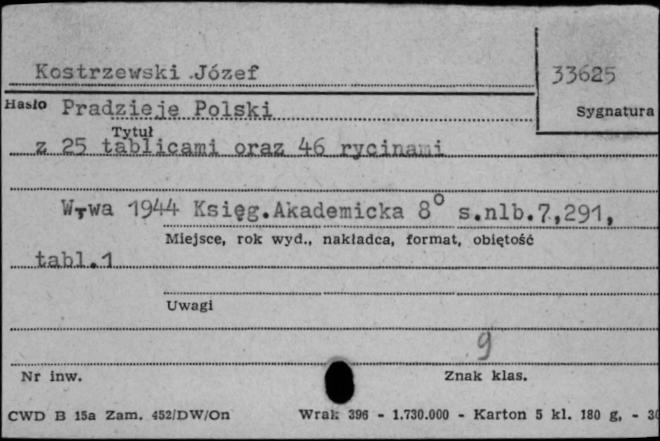 Kostrzewski Józef
33625
Hasło Pradzieje Polski
Sygnatura
Tytuł
z 25 tablicami oraz 46 rycinami
W-wa 1944 Księg.Akademicka 8° s.nlb.7,291,
Miejsce, rok wyd., nakładca, format, obiętość
tabl.1
Uwagi
9
Nr inw.
Znak klas.
CWD B 15a Zam. 452/DW/On Wrak 396 - 1.730.000 - Karton 5 kl. 180 g, - 30